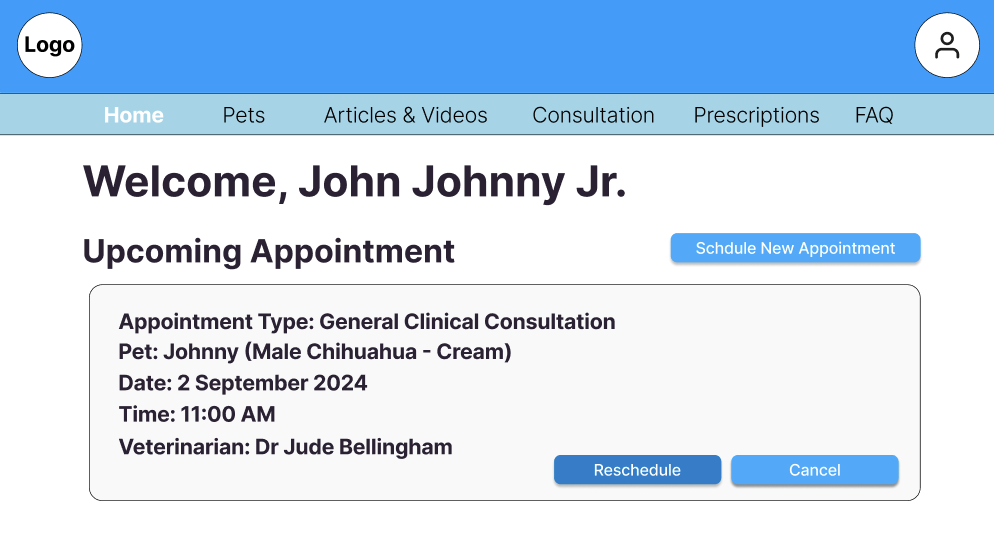 Logo
Home Pets Articles & Videos Consultation Prescriptions FAQ
Welcome, John Johnny Jr.
Upcoming Appointment
Schdule New Appointment
Appointment Type: General Clinical Consultation
Pet: Johnny (Male Chihuahua - Cream)
Date: 2 September 2024
Time: 11:00 AM
Veterinarian: Dr Jude Bellingham
Reschedule
Cancel